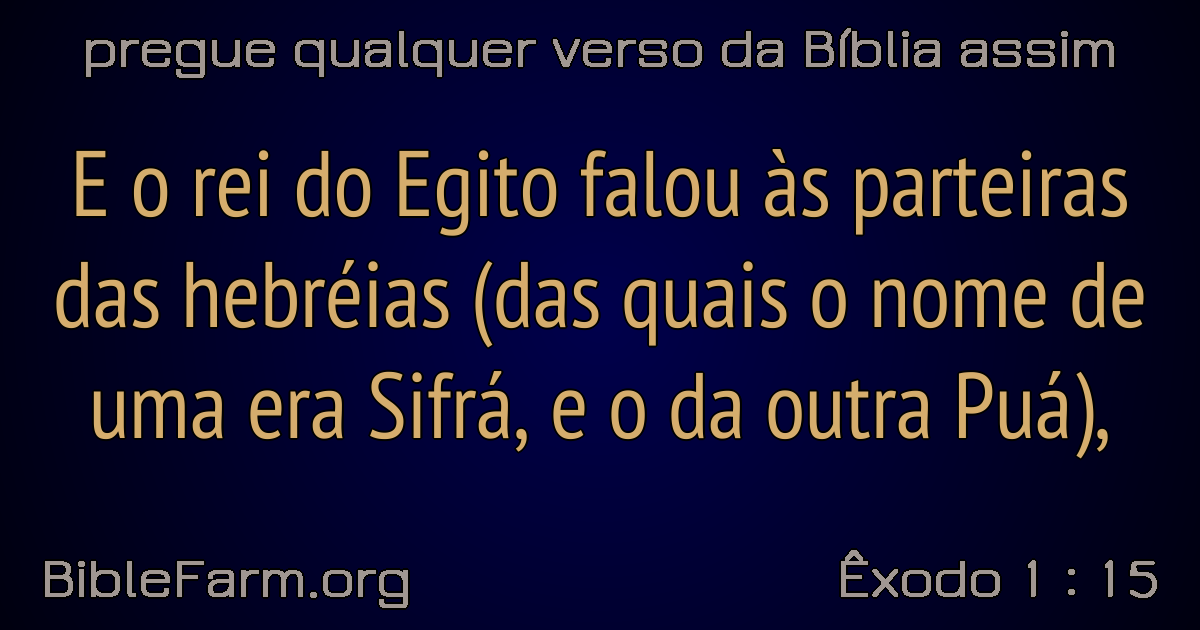 pregue qualquer verso da Bíblia assim
E o rei do Egito falou às parteiras
das hebréias (das quais o nome de
uma era Sifrá, e o da outra Puá),
BibleFarm.org
Êxodo 1 : 15